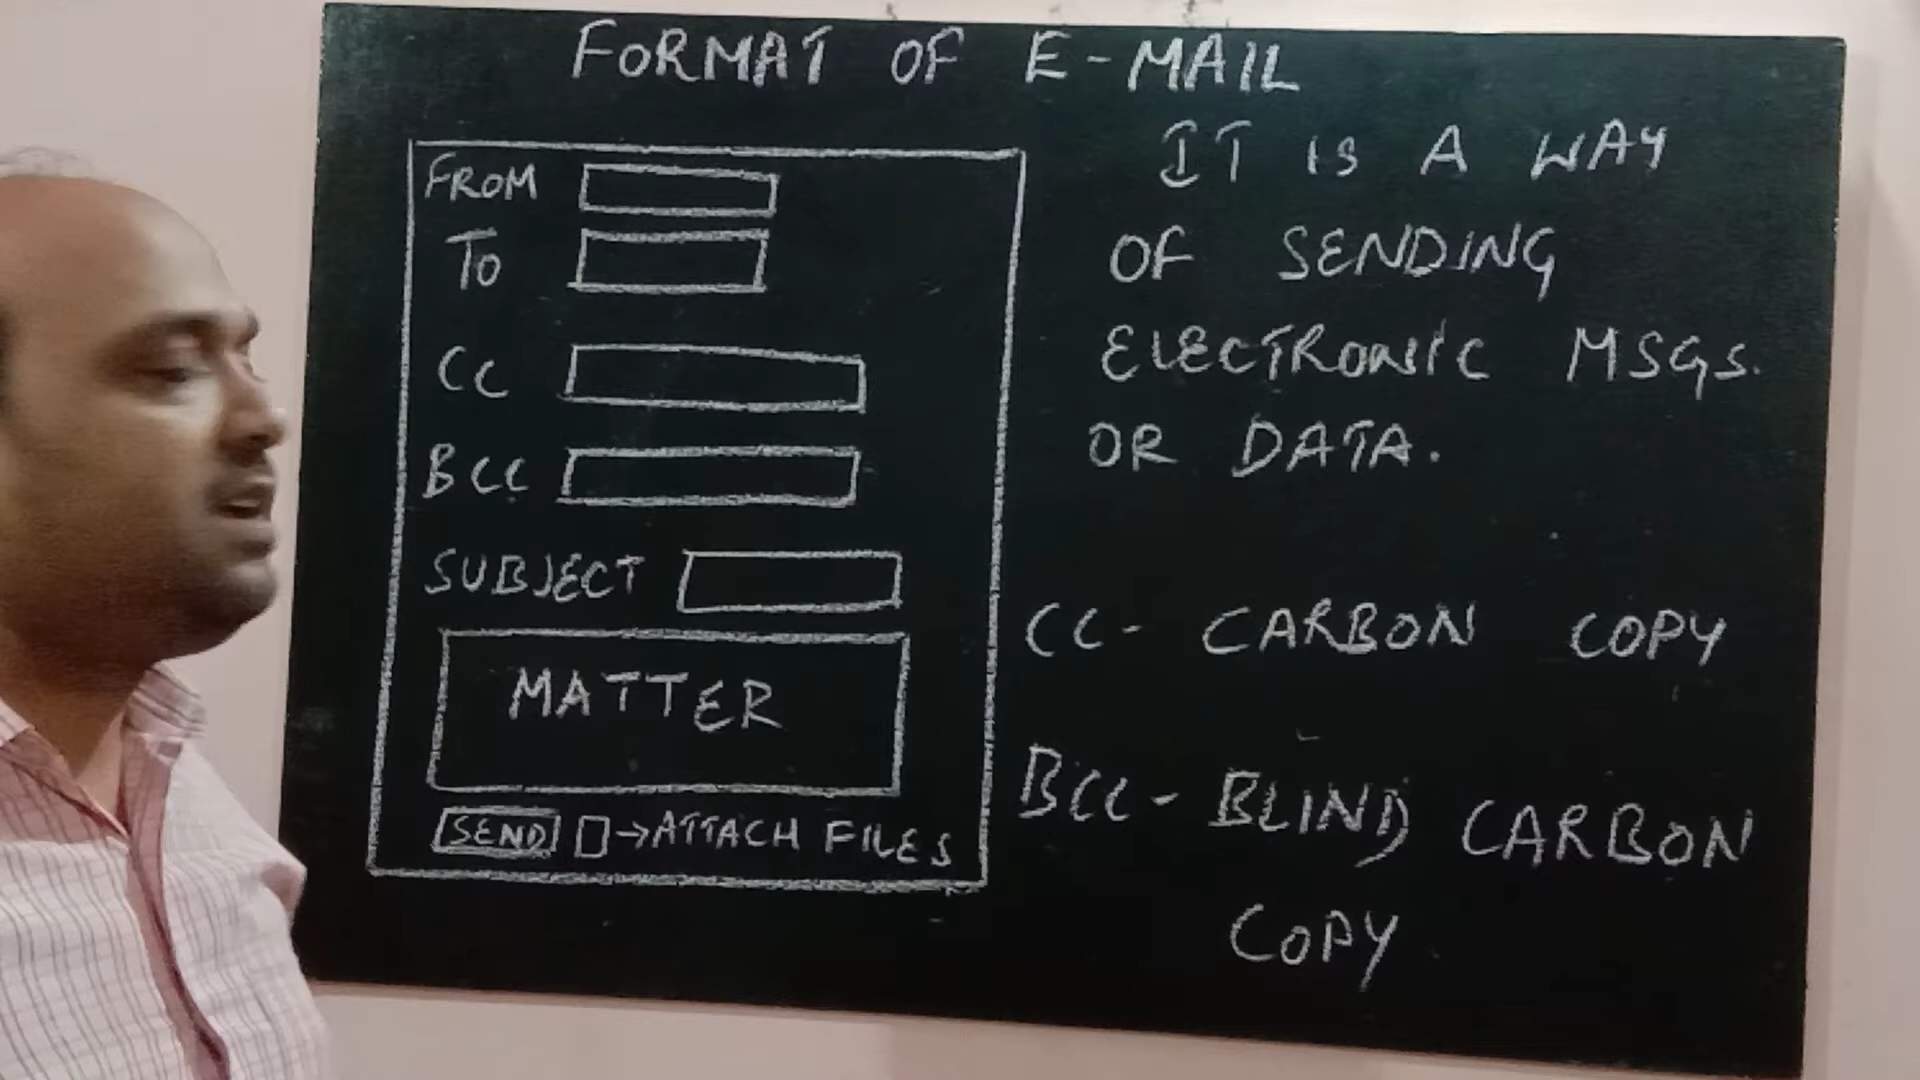 FORMAT OF E-MAIL
FROM
TO
CC
BCC
SUBJECT
MATTER
SEND → ATTACH FILES
IT IS A WAY
OF SENDING
ELECTRONIC MSGS.
OR DATA.
CC- CARBON COPY
BCC- BLIND CARBON
COPY